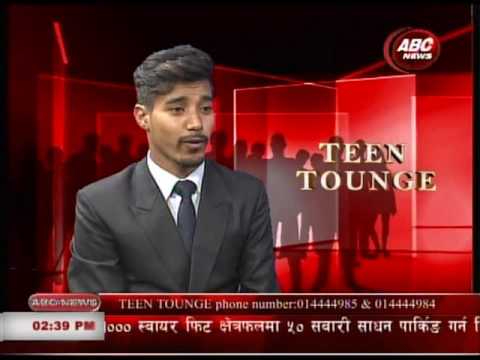 ABC
NEWS
TEEN
TOUNGE
ABC NEWS
TEEN TOUNGE phone number:014444985 & 014444984
02:39 PM
1000 स्वायर फिट क्षेत्रफलमा ५० सवारी साधन पार्किङ गर्न